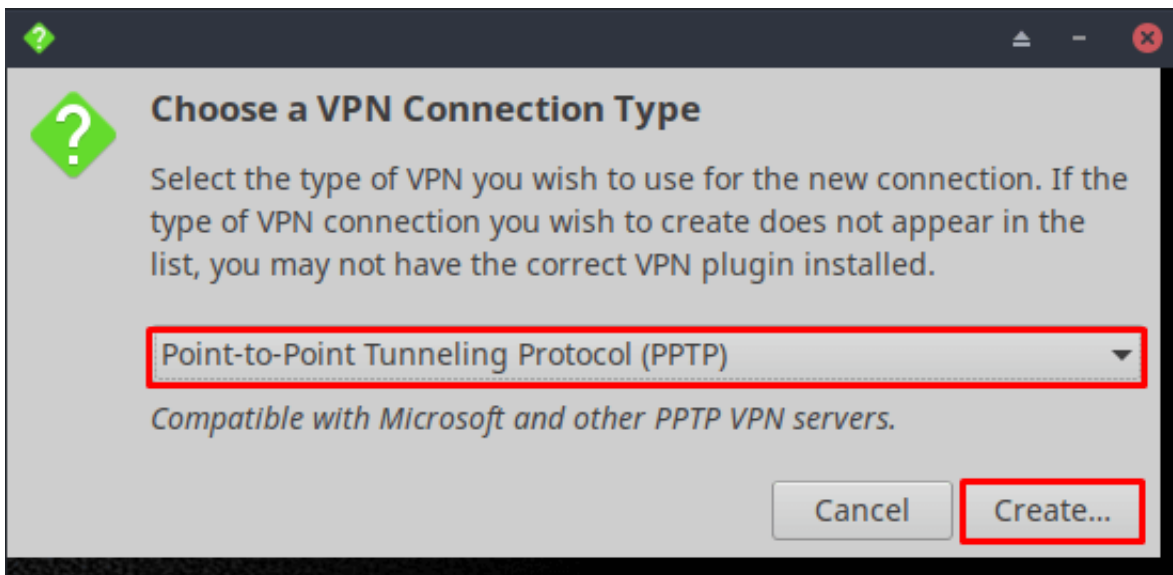 Choose a VPN Connection Type
Select the type of VPN you wish to use for the new connection. If the
type of VPN connection you wish to create does not appear in the
list, you may not have the correct VPN plugin installed.
Point-to-Point Tunneling Protocol (PPTP)
Compatible with Microsoft and other PPTP VPN servers.
Cancel Create...